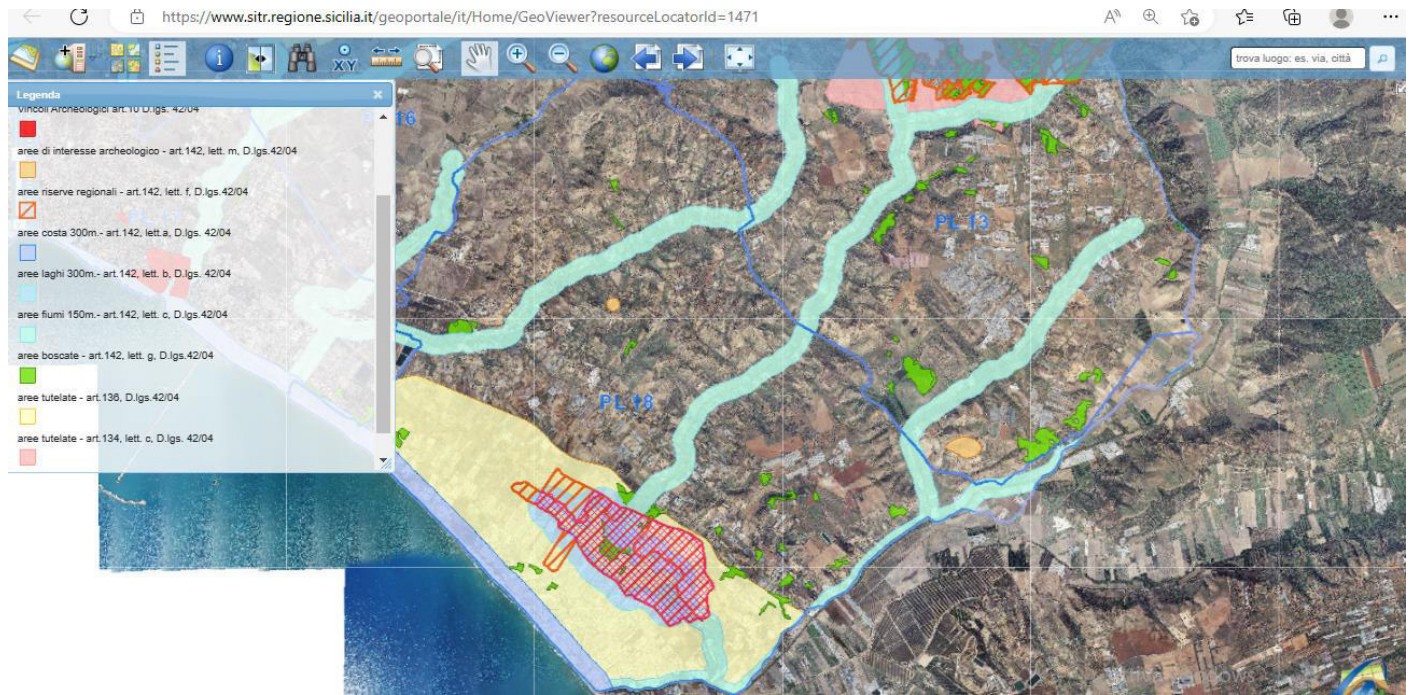 https://www.sitr.regione.sicilia.it/geoportale/it/Home/GeoViewer?resourceLocatorId=1471
trova luogo: es. via, città
Legenda
vincoli Archeologici art.10 D.lgs. 42/04
aree di interesse archeologico - art.142, lett. m, D.lgs.42/04
aree riserve regionali - art.142, lett. f, D.lgs.42/04
aree costa 300m.- art.142, lett.a, D.lgs. 42/04
aree laghi 300m.- art.142, lett. b, D.lgs. 42/04
aree fiumi 150m.- art.142, lett. c, D.lgs.42/04
aree boscate - art.142, lett. g, D.lgs.42/04
aree tutelate - art.136, D.lgs.42/04
aree tutelate - art.134, lett. c, D.lgs. 42/04
XY
16
PL 13
PL 18